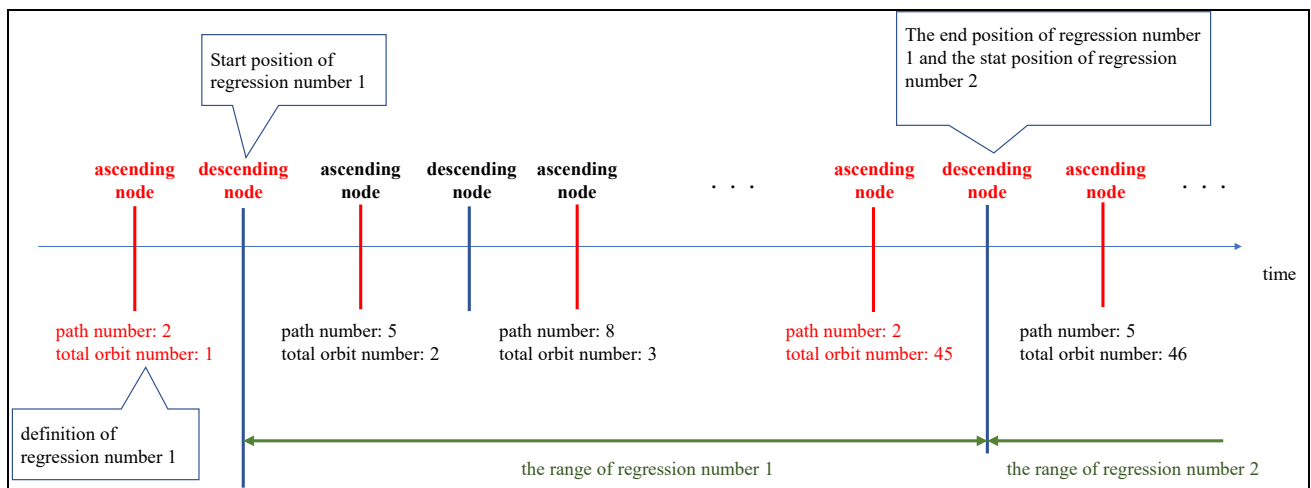 Start position of
regression number 1
The end position of regression number
1 and the stat position of regression
number 2
ascending
node
descending
node
ascending
node
descending
node
ascending
node
. . .
ascending
node
descending
node
ascending
node
. . .
time
path number: 2
total orbit number: 1
path number: 5
total orbit number: 2
path number: 8
total orbit number: 3
path number: 2
total orbit number: 45
path number: 5
total orbit number: 46
definition of
regression number 1
the range of regression number 1
the range of regression number 2